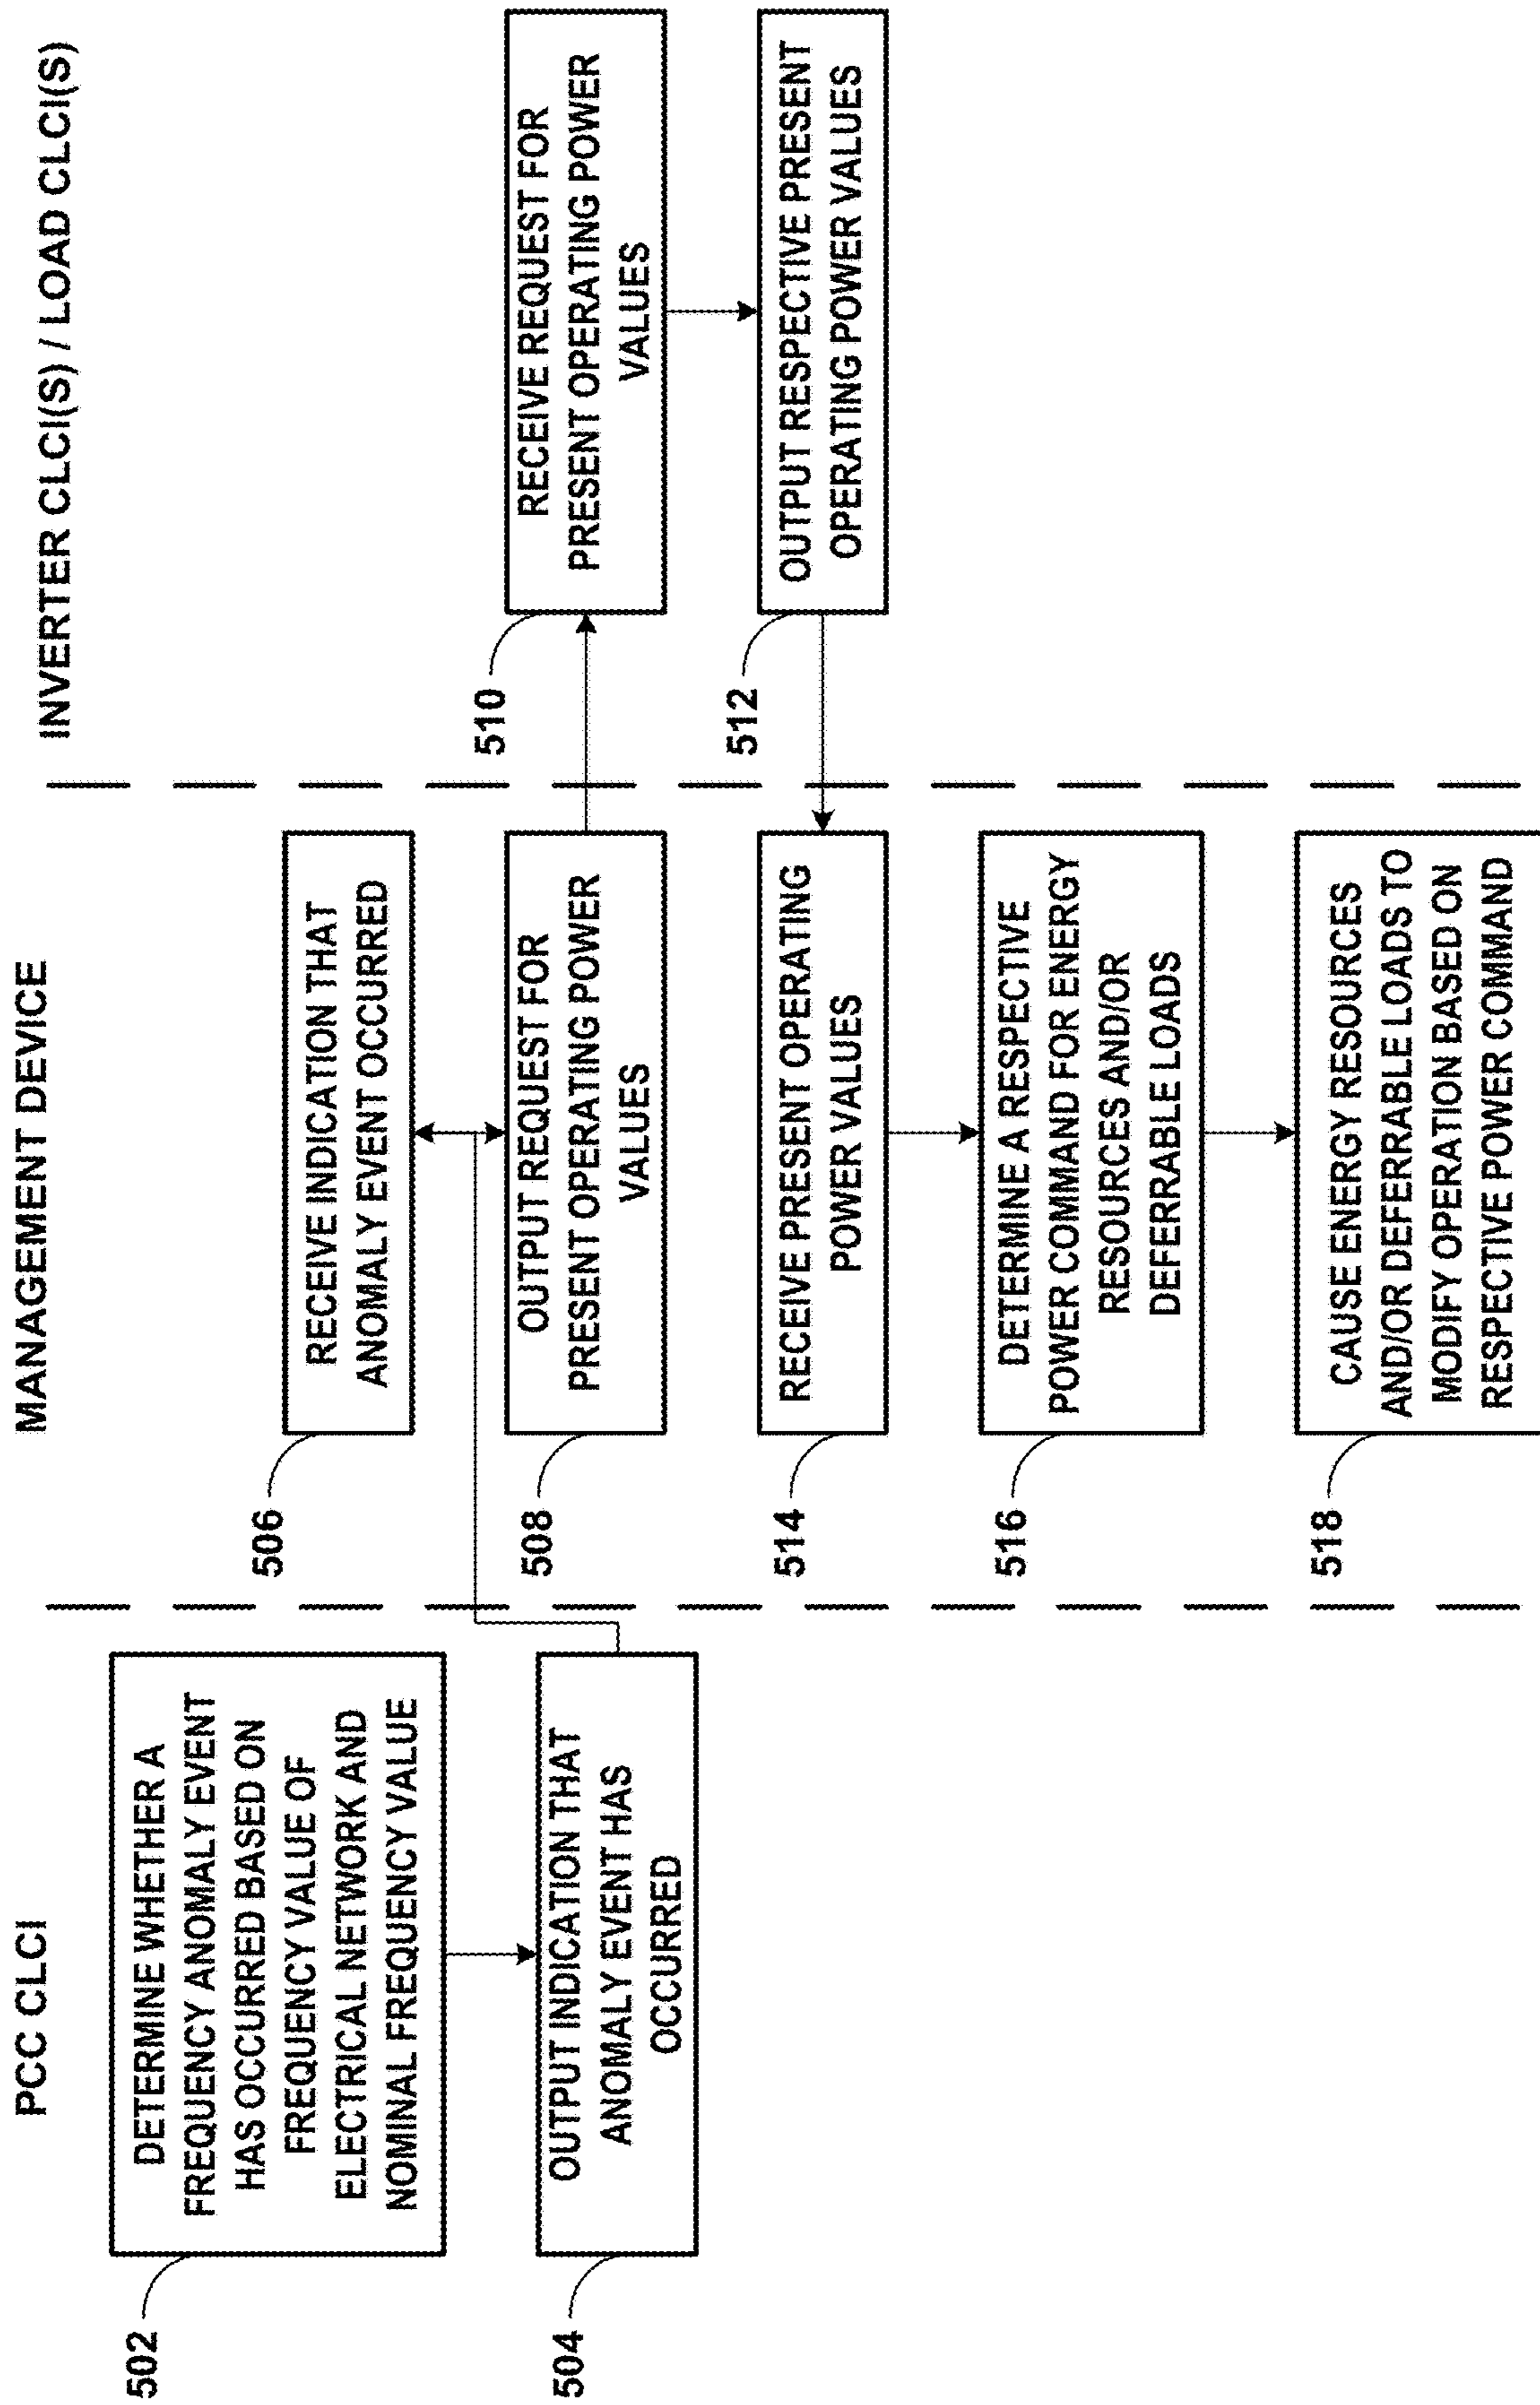 PCC CLCI
502
DETERMINE WHETHER A
FREQUENCY ANOMALY EVENT
HAS OCCURRED BASED ON
FREQUENCY VALUE OF
ELECTRICAL NETWORK AND
NOMINAL FREQUENCY VALUE
504
OUTPUT INDICATION THAT
ANOMALY EVENT HAS
OCCURRED
MANAGEMENT DEVICE
506
RECEIVE INDICATION THAT
ANOMALY EVENT OCCURRED
508
OUTPUT REQUEST FOR
PRESENT OPERATING POWER
VALUES
514
RECEIVE PRESENT OPERATING
POWER VALUES
516
DETERMINE A RESPECTIVE
POWER COMMAND FOR ENERGY
RESOURCES AND/OR
DEFERRABLE LOADS
518
CAUSE ENERGY RESOURCES
AND/OR DEFERRABLE LOADS TO
MODIFY OPERATION BASED ON
RESPECTIVE POWER COMMAND
INVERTER CLCI(S) / LOAD CLCI(S)
510
RECEIVE REQUEST FOR
PRESENT OPERATING POWER
VALUES
512
OUTPUT RESPECTIVE PRESENT
OPERATING POWER VALUES